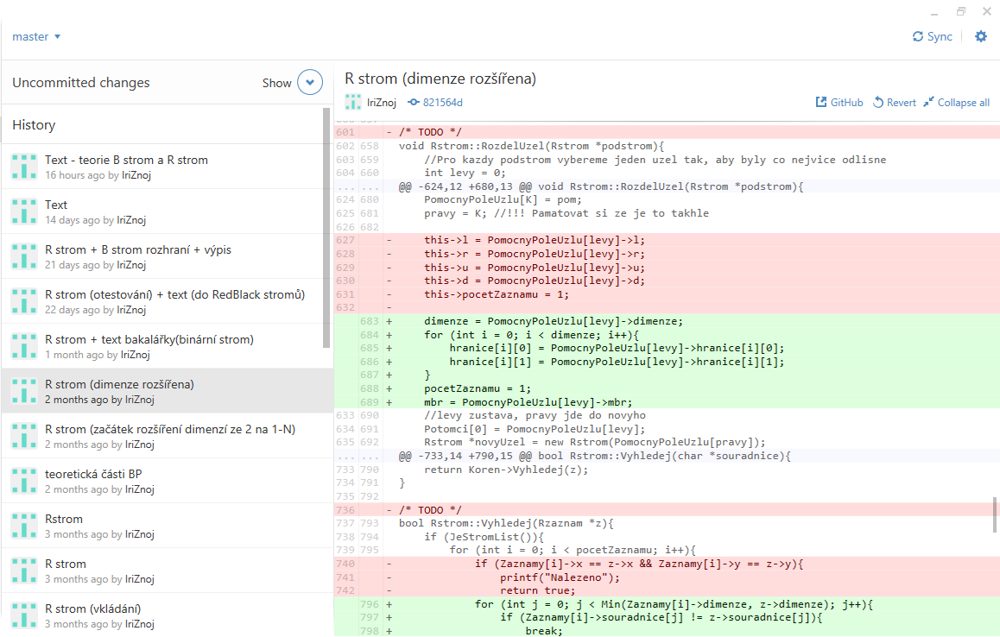 master
Sync
Uncommitted changes
Show
History
Text - teorie B strom a R strom
16 hours ago by IriZnoj
Text
14 days ago by IriZnoj
R strom + B strom rozhraní + výpis
21 days ago by IriZnoj
R strom (otestování) + text (do RedBlack stromů)
22 days ago by IriZnoj
R strom + text bakalářky(binární strom)
1 month ago by IriZnoj
R strom (dimenze rozšířena)
2 months ago by IriZnoj
R strom (začátek rozšíření dimenzí ze 2 na 1-N)
2 months ago by IriZnoj
teoretická části BP
2 months ago by IriZnoj
Rstrom
3 months ago by IriZnoj
R strom
3 months ago by IriZnoj
R strom (vkládání)
3 months ago by IriZnoj
R strom (dimenze rozšířena)
IriZnoj 821564d GitHub Revert Collapse all
601 - /* TODO */
602 658 void Rstrom::RozdelUzel(Rstrom *podstrom){
603 659 //Pro kazdy podstrom vybereme jeden uzel tak, aby byly co nejvice odlisne
604 660 int levy = 0;
... ... @@ -624,12 +680,13 @@ void Rstrom::RozdelUzel(Rstrom *podstrom){
624 680 PomocnyPoleUzlu[K] = pom;
625 681 pravy = K; //!!! Pamatovat si ze je to takhle
626 682
627 - this->l = PomocnyPoleUzlu[levy]->l;
628 - this->r = PomocnyPoleUzlu[levy]->r;
629 - this->u = PomocnyPoleUzlu[levy]->u;
630 - this->d = PomocnyPoleUzlu[levy]->d;
631 - this->pocetZaznamu = 1;
632 -
683 + dimenze = PomocnyPoleUzlu[levy]->dimenze;
684 + for (int i = 0; i < dimenze; i++){
685 + hranice[i][0] = PomocnyPoleUzlu[levy]->hranice[i][0];
686 + hranice[i][1] = PomocnyPoleUzlu[levy]->hranice[i][1];
687 + }
688 + pocetZaznamu = 1;
689 + mbr = PomocnyPoleUzlu[levy]->mbr;
633 690 //levy zustava, pravy jde do novyho
634 691 Potomci[0] = PomocnyPoleUzlu[levy];
635 692 Rstrom *novyUzel = new Rstrom(PomocnyPoleUzlu[pravy]);
... ... @@ -733,14 +790,15 @@ bool Rstrom::Vyhledej(char *souradnice){
733 790 return Koren->Vyhledej(z);
734 791 }
735 792
736 - /* TODO */
737 793 bool Rstrom::Vyhledej(Rzaznam *z){
738 794 if (JeStromList()){
739 795 for (int i = 0; i < pocetZaznamu; i++){
740 - if (Zaznamy[i]->x == z->x && Zaznamy[i]->y == z->y){
741 - printf("Nalezeno");
742 - return true;
796 + for (int j = 0; j < Min(Zaznamy[i]->dimenze, z->dimenze); j++){
797 + if (Zaznamy[i]->souradnice[j] != z->souradnice[j]){
798 + break;